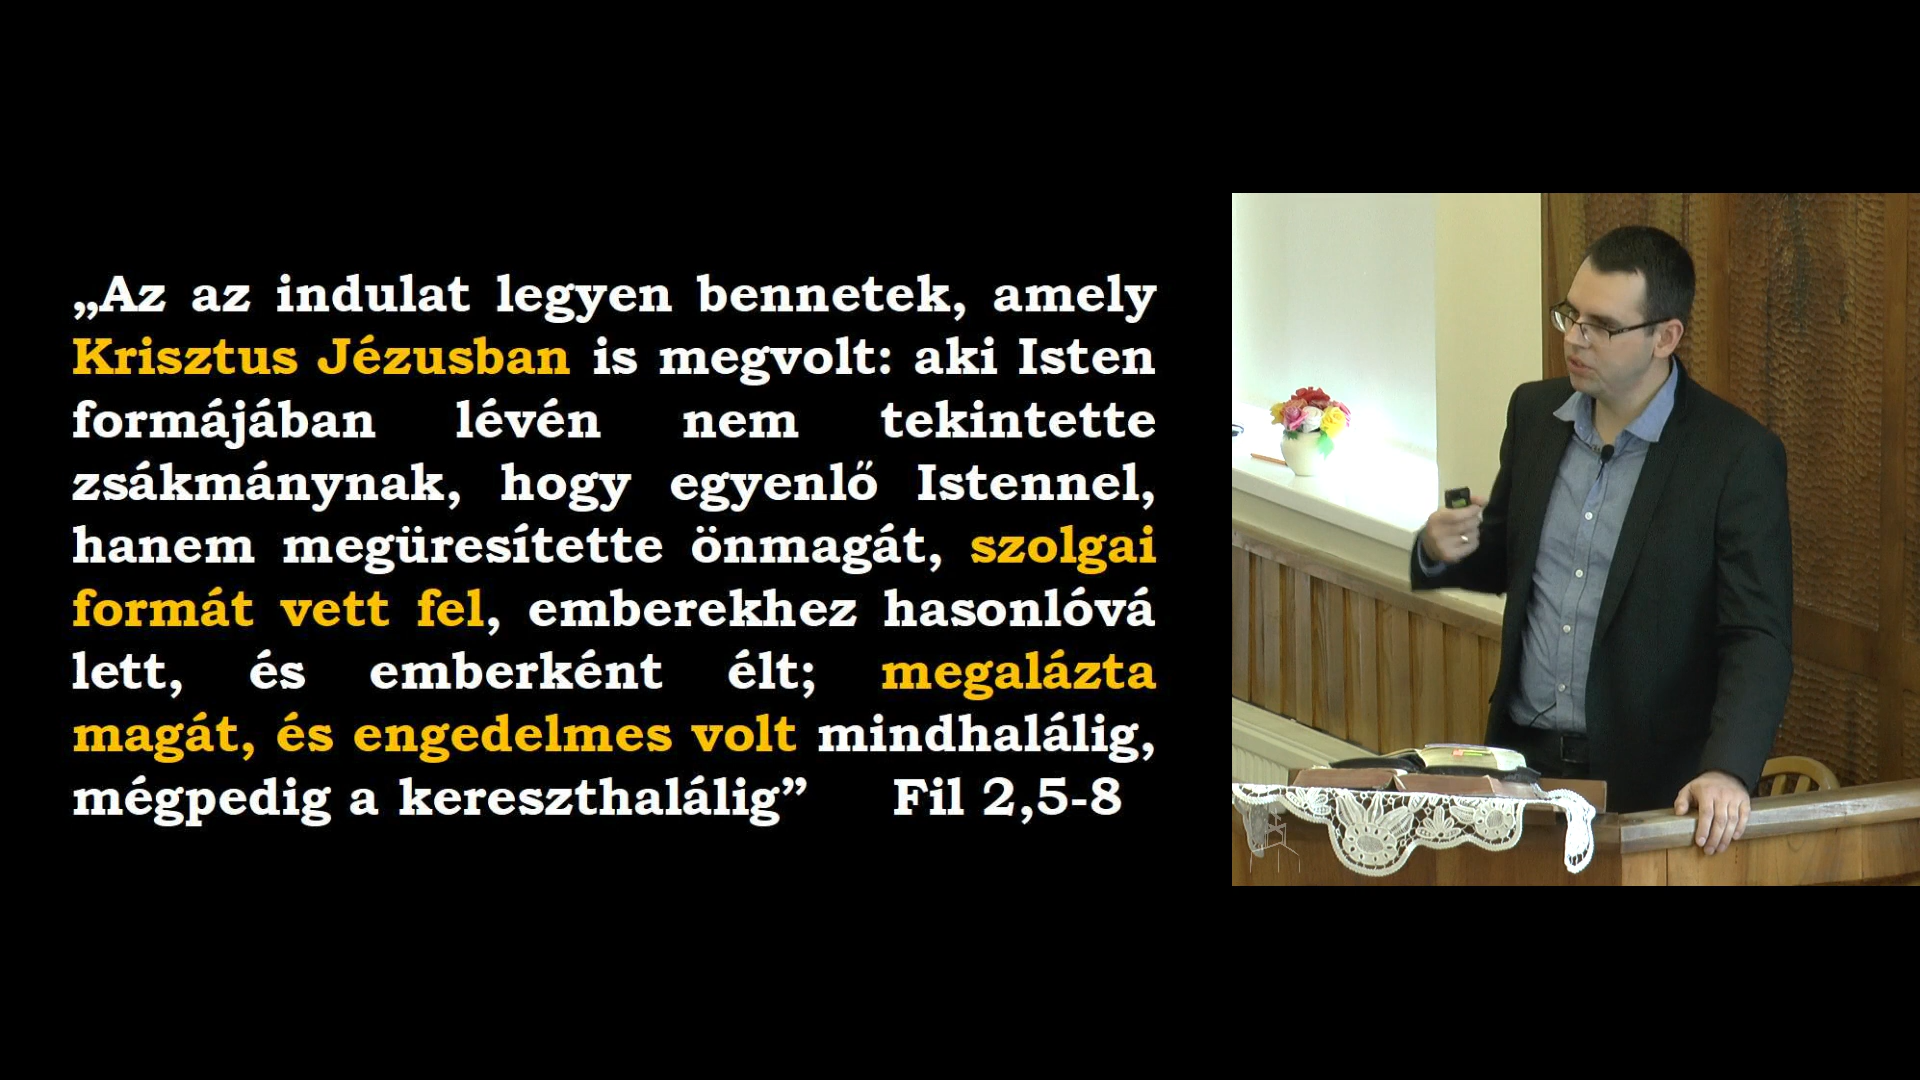 „Az az indulat legyen bennetek, amely
Krisztus Jézusban is megvolt: aki Isten
formájában lévén nem tekintette
zsákmánynak, hogy egyenlő Istennel,
hanem megüresítette önmagát, szolgai
formát vett fel, emberekhez hasonlóvá
lett, és emberként élt; megalázta
magát, és engedelmes volt mindhalálig,
mégpedig a kereszthalálig” Fil 2,5-8